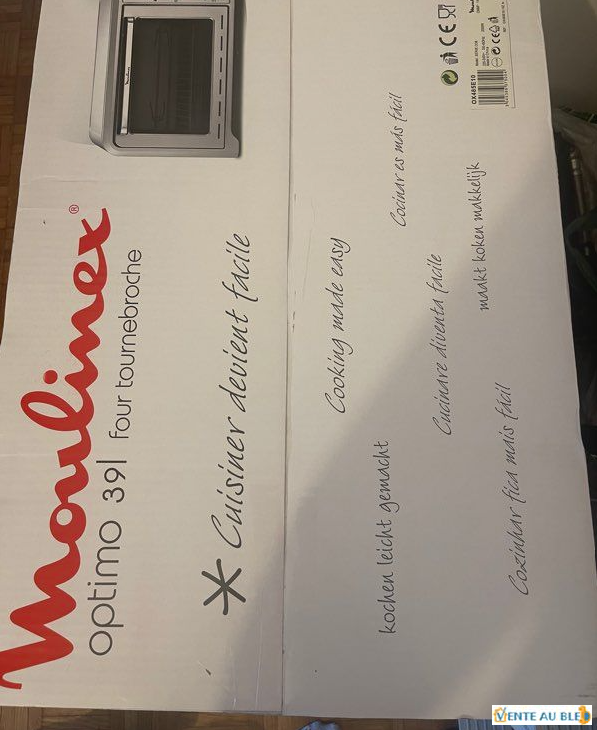 Moulinex®
optimo 39l four tournebroche
* Cuisiner devient facile
Cooking made easy
kochen leicht gemacht
Cocinar es más fácil
Cucinare diventa facile
maakt koken makkelijk
Cozinhar fica mais fácil
CE
OX485E10
VENTE AU BLED